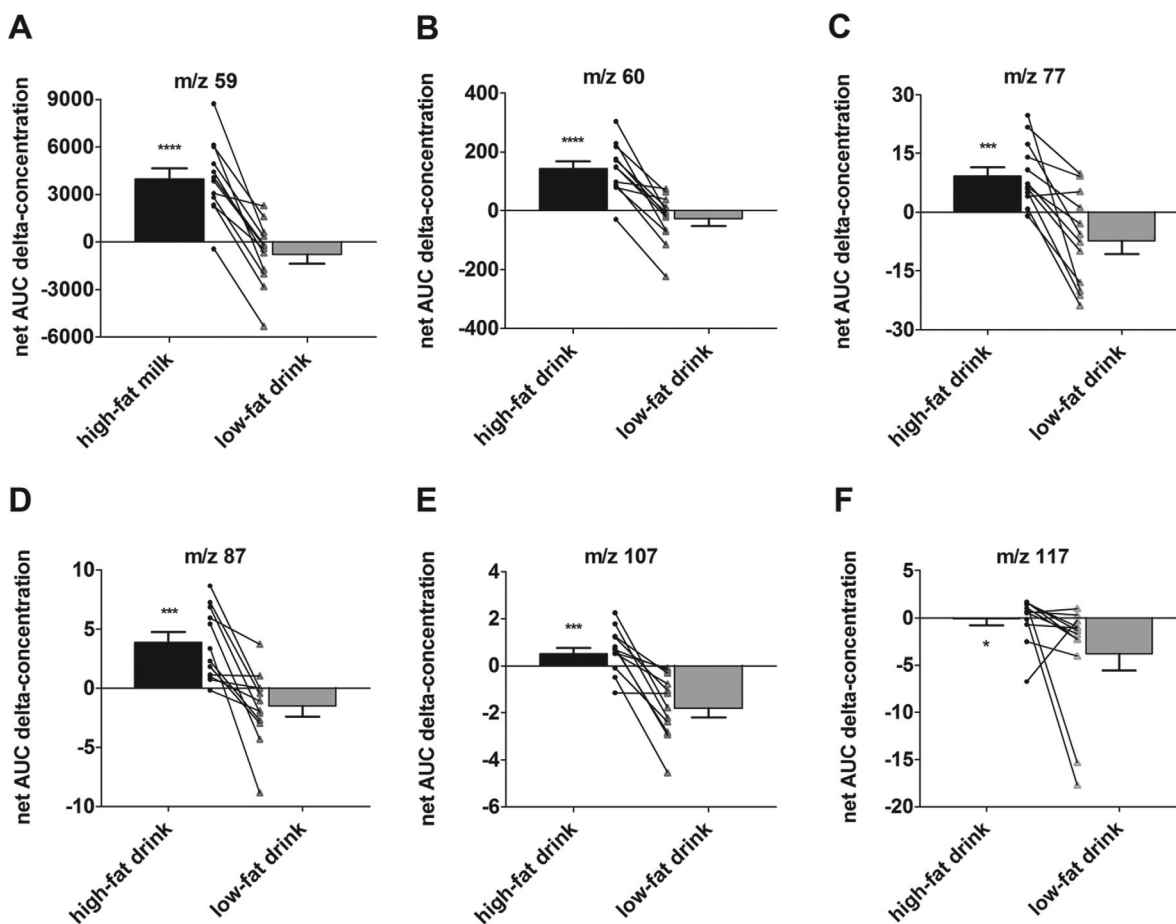 A
m/z 59
net AUC delta-concentration
9000
6000
3000
0
-3000
-6000
****
high-fat milk
low-fat drink
B
m/z 60
net AUC delta-concentration
400
200
0
-200
-400
****
high-fat drink
low-fat drink
C
m/z 77
net AUC delta-concentration
30
15
0
-15
-30
***
high-fat drink
low-fat drink
D
m/z 87
net AUC delta-concentration
10
5
0
-5
-10
***
high-fat drink
low-fat drink
E
m/z 107
net AUC delta-concentration
4
2
0
-2
-4
-6
***
high-fat drink
low-fat drink
F
m/z 117
net AUC delta-concentration
5
0
-5
-10
-15
-20
*
high-fat drink
low-fat drink